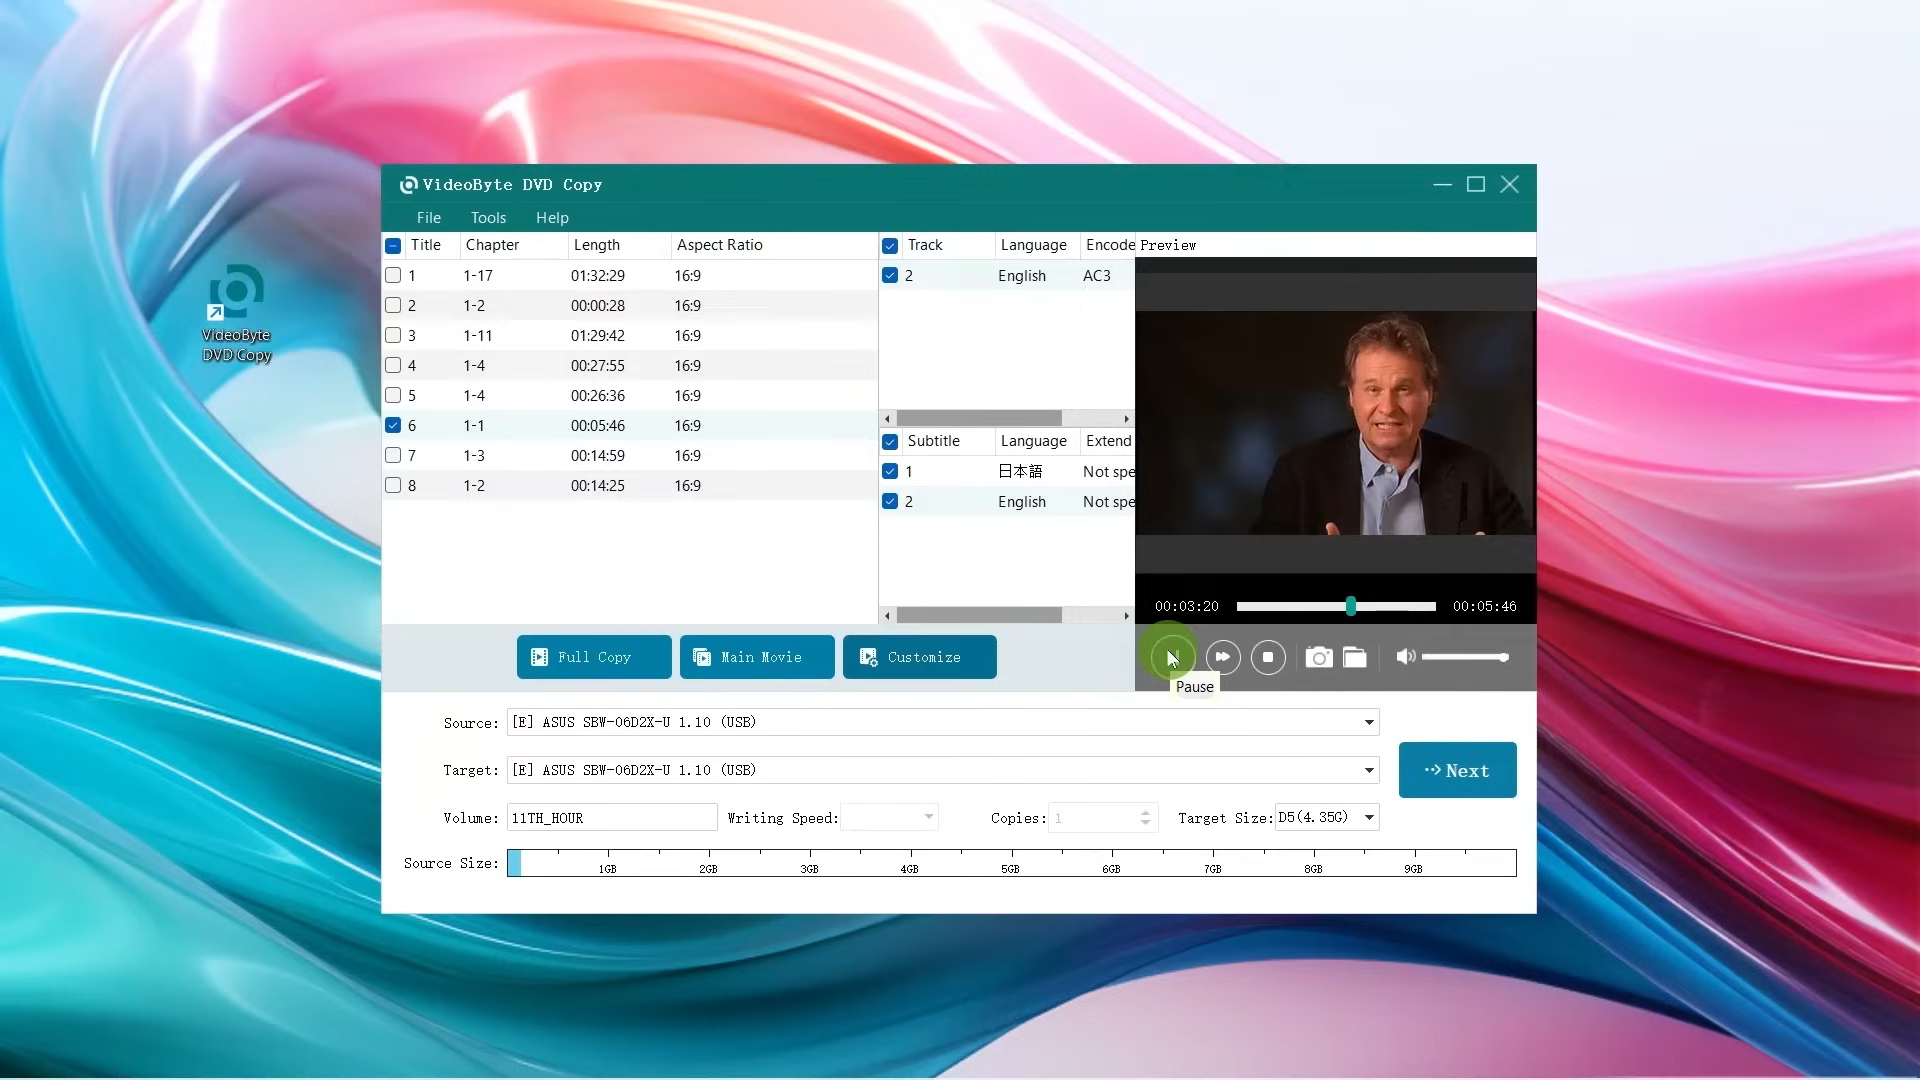 VideoByte
DVD Copy
VideoByte DVD Copy
File Tools Help
Title Chapter Length Aspect Ratio
1 1-17 01:32:29 16:9
2 1-2 00:00:28 16:9
3 1-11 01:29:42 16:9
4 1-4 00:27:55 16:9
5 1-4 00:26:36 16:9
6 1-1 00:05:46 16:9
7 1-3 00:14:59 16:9
8 1-2 00:14:25 16:9
Track Language Encode
2 English AC3
Subtitle Language Extend
1 日本語 Not spe
2 English Not spe
Preview
00:03:20 00:05:46
Pause
Full Copy Main Movie Customize
Source: [E] ASUS SBW-06D2X-U 1.10 (USB)
Target: [E] ASUS SBW-06D2X-U 1.10 (USB)
Next
Volume: 11TH_HOUR Writing Speed: Copies: 1 Target Size: D5(4.35G)
Source Size: 1GB 2GB 3GB 4GB 5GB 6GB 7GB 8GB 9GB